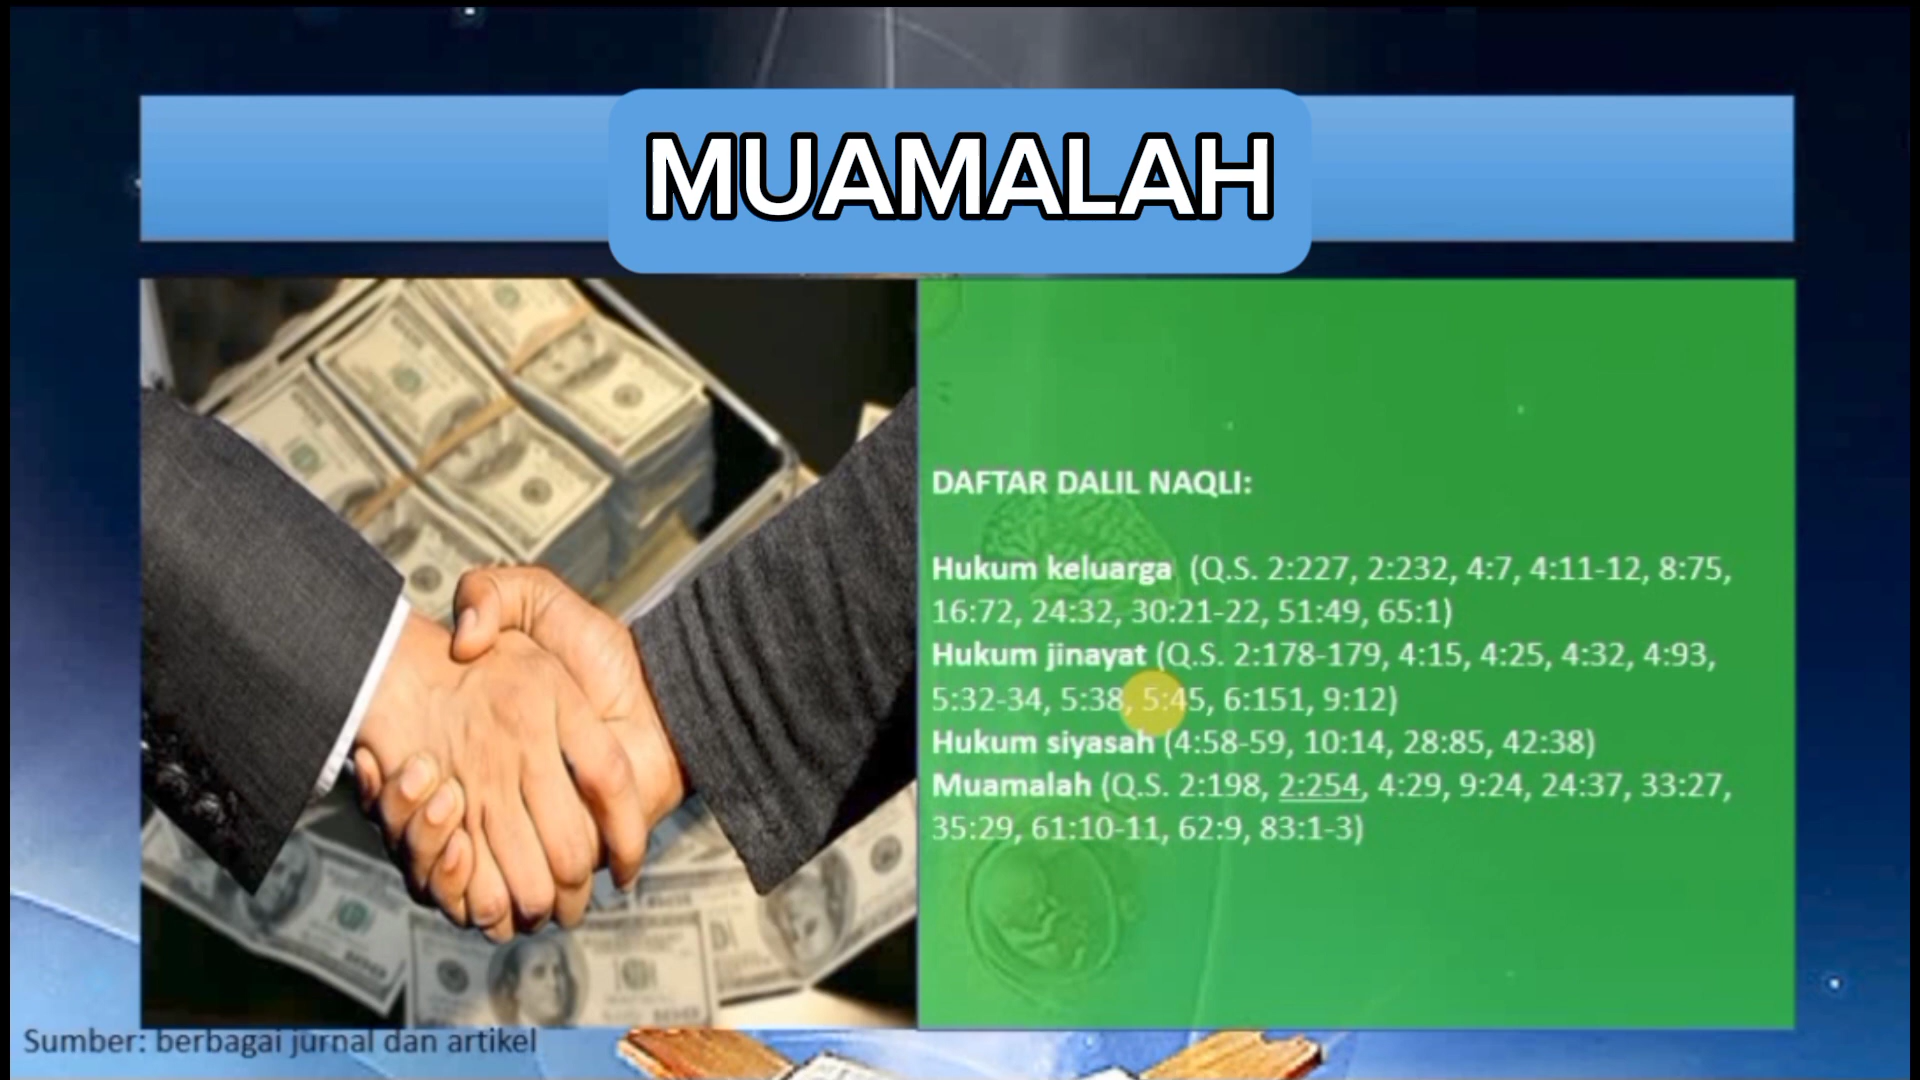 MUAMALAH
DAFTAR DALIL NAQLI:
Hukum keluarga (Q.S. 2:227, 2:232, 4:7, 4:11-12, 8:75,
16:72, 24:32, 30:21-22, 51:49, 65:1)
Hukum jinayat (Q.S. 2:178-179, 4:15, 4:25, 4:32, 4:93,
5:32-34, 5:38, 5:45, 6:151, 9:12)
Hukum siyasah (4:58-59, 10:14, 28:85, 42:38)
Muamalah (Q.S. 2:198, 2:254, 4:29, 9:24, 24:37, 33:27,
35:29, 61:10-11, 62:9, 83:1-3)
Sumber: berbagai jurnal dan artikel